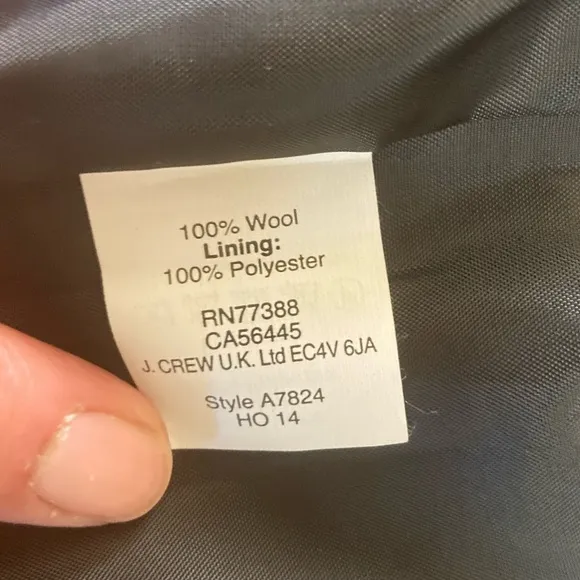 100% Wool
Lining:
100% Polyester
RN77388
CA56445
J. CREW U.K. Ltd EC4V 6JA
Style A7824
HO 14